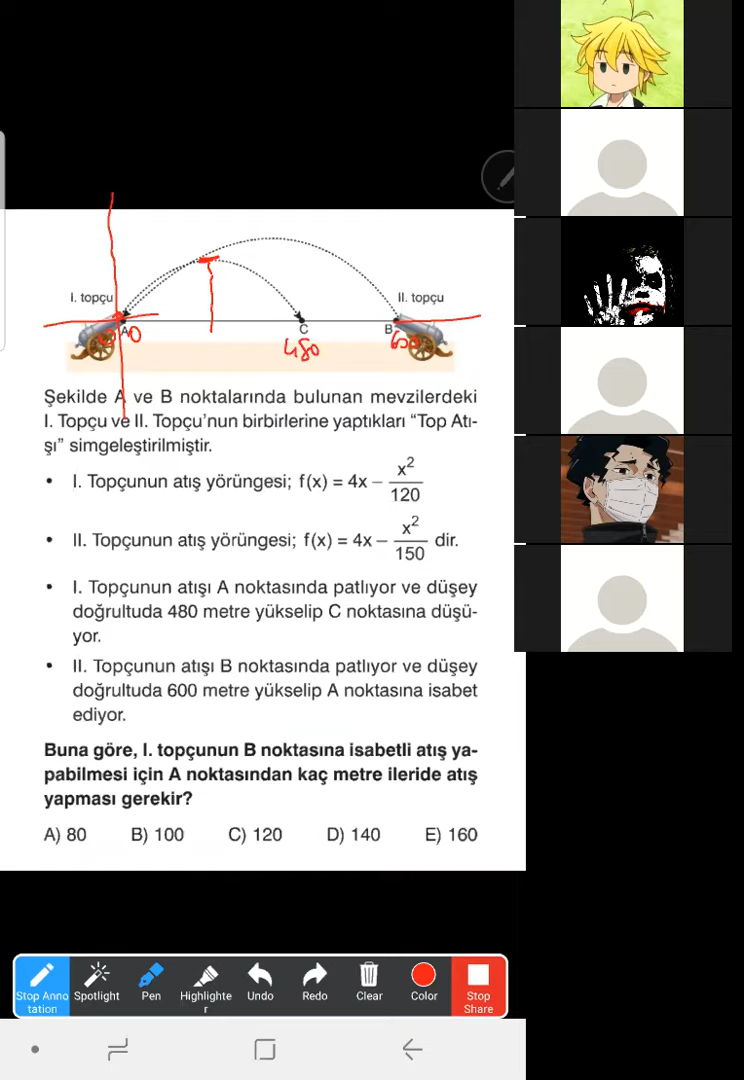 I. topçu
II. topçu
A
C
B
0
480
600
Şekilde A ve B noktalarında bulunan mevzilerdeki
I. Topçu ve II. Topçu’nun birbirlerine yaptıkları “Top Atı-
şı” simgeleştirilmiştir.
• I. Topçunun atış yörüngesi; f(x) = 4x − x²/120
• II. Topçunun atış yörüngesi; f(x) = 4x − x²/150 dir.
• I. Topçunun atışı A noktasında patlıyor ve düşey
doğrultuda 480 metre yükselip C noktasına düşü-
yor.
• II. Topçunun atışı B noktasında patlıyor ve düşey
doğrultuda 600 metre yükselip A noktasına isabet
ediyor.
Buna göre, I. topçunun B noktasına isabetli atış ya-
pabilmesi için A noktasından kaç metre ileride atış
yapması gerekir?
A) 80 B) 100 C) 120 D) 140 E) 160
Stop Anno
tation
Spotlight
Pen
Highlighte
r
Undo
Redo
Clear
Color
Stop
Share